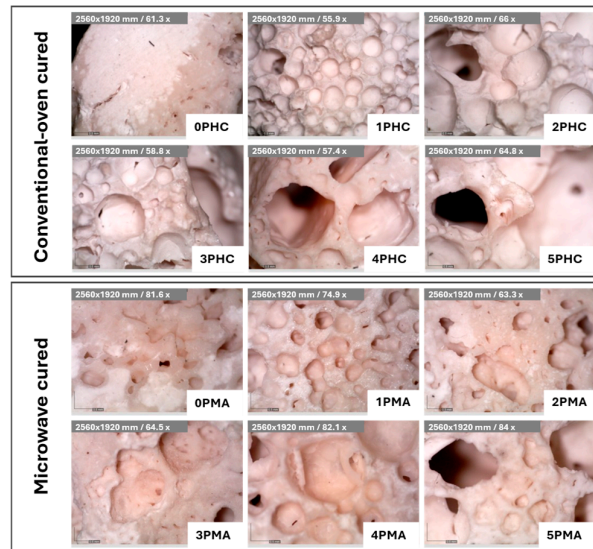 Conventional-oven cured
2560x1920 mm / 61.3 x
0PHC
2560x1920 mm / 55.9 x
1PHC
2560x1920 mm / 66 x
2PHC
2560x1920 mm / 58.8 x
3PHC
2560x1920 mm / 57.4 x
4PHC
2560x1920 mm / 64.8 x
5PHC
Microwave cured
2560x1920 mm / 81.6 x
0PMA
2560x1920 mm / 74.9 x
1PMA
2560x1920 mm / 63.3 x
2PMA
2560x1920 mm / 64.5 x
3PMA
2560x1920 mm / 82.1 x
4PMA
2560x1920 mm / 84 x
5PMA